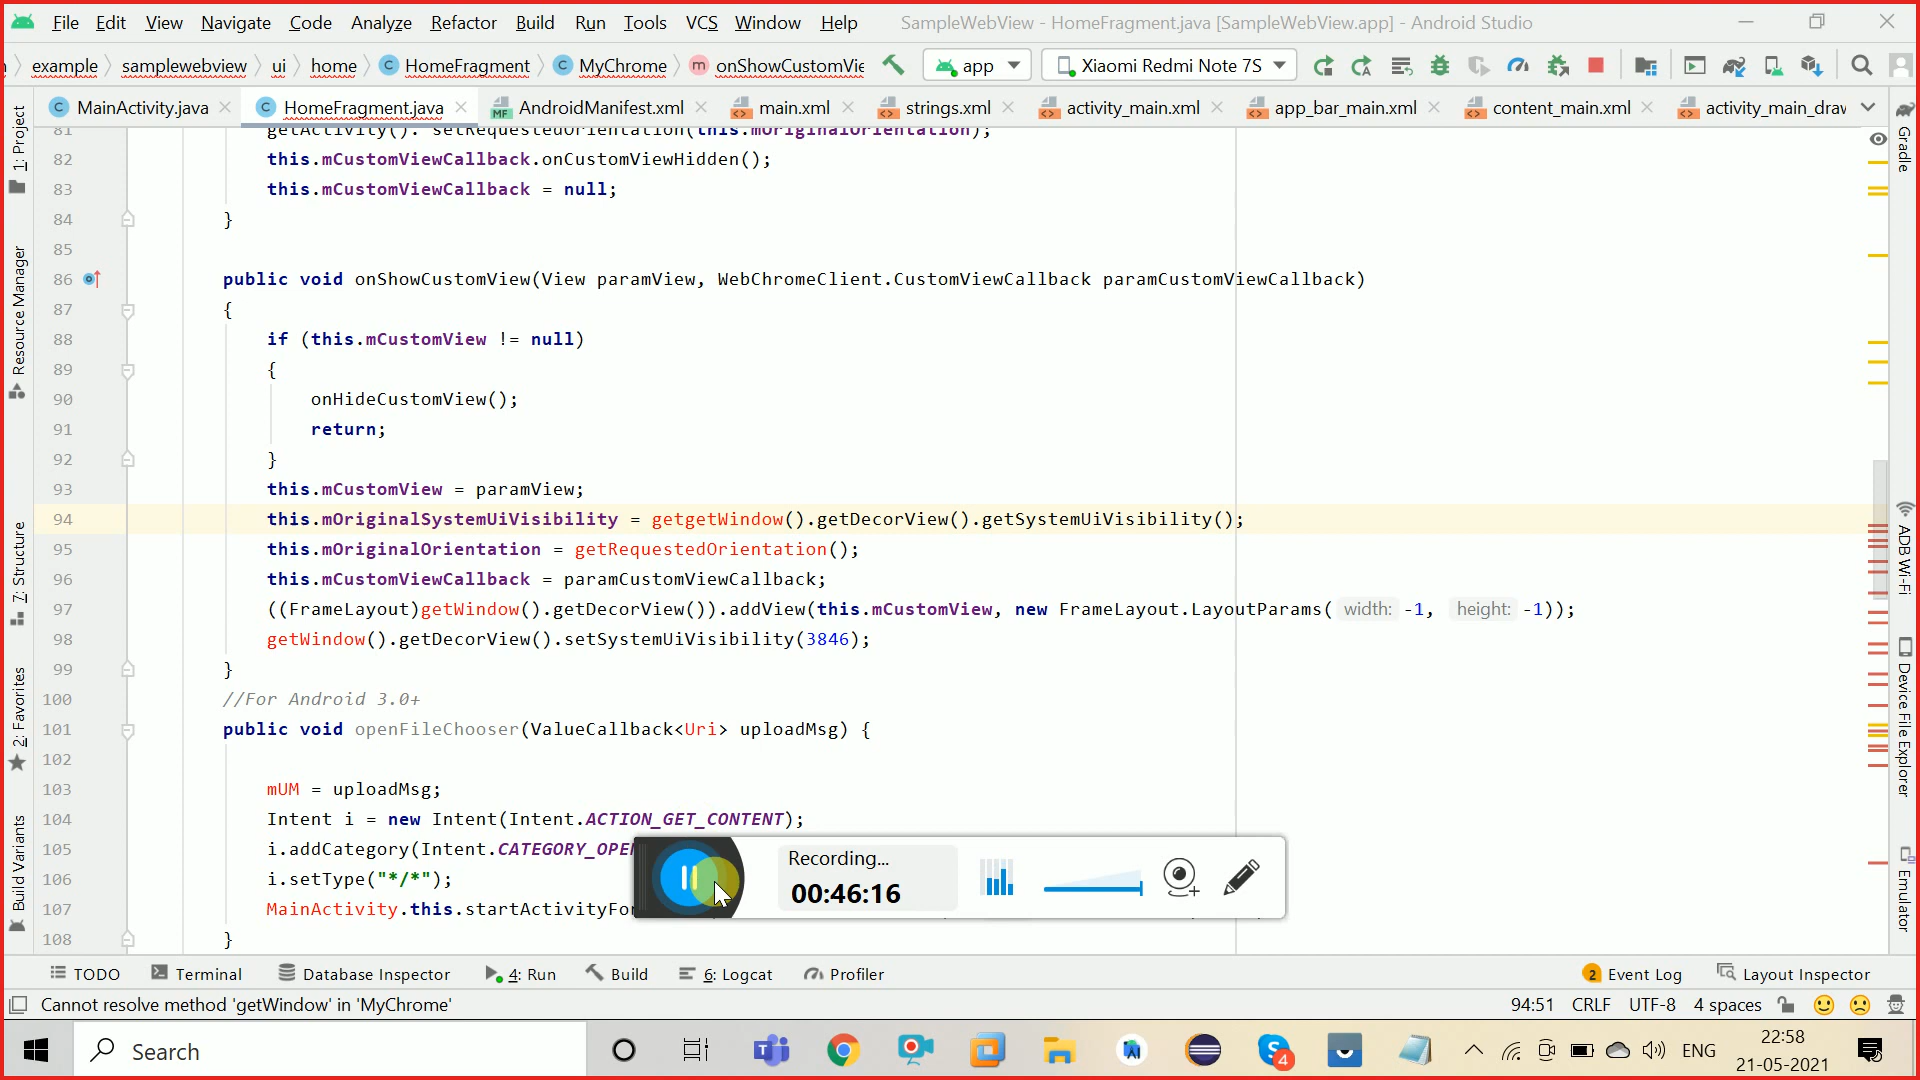 File Edit View Navigate Code Analyze Refactor Build Run Tools VCS Window Help SampleWebView - HomeFragment.java [SampleWebView.app] - Android Studio
example samplewebview ui home HomeFragment MyChrome onShowCustomVie app Xiaomi Redmi Note 7S
MainActivity.java HomeFragment.java AndroidManifest.xml main.xml strings.xml activity_main.xml app_bar_main.xml content_main.xml activity_main_draw
81 getActivity(). setRequestedOrientation(this.mOriginalOrientation);
82 this.mCustomViewCallback.onCustomViewHidden();
83 this.mCustomViewCallback = null;
84 }
85
86 public void onShowCustomView(View paramView, WebChromeClient.CustomViewCallback paramCustomViewCallback)
87 {
88 if (this.mCustomView != null)
89 {
90 onHideCustomView();
91 return;
92 }
93 this.mCustomView = paramView;
94 this.mOriginalSystemUiVisibility = getgetWindow().getDecorView().getSystemUiVisibility();
95 this.mOriginalOrientation = getRequestedOrientation();
96 this.mCustomViewCallback = paramCustomViewCallback;
97 ((FrameLayout)getWindow().getDecorView()).addView(this.mCustomView, new FrameLayout.LayoutParams( width: -1, height: -1));
98 getWindow().getDecorView().setSystemUiVisibility(3846);
99 }
100 //For Android 3.0+
101 public void openFileChooser(ValueCallback<Uri> uploadMsg) {
102
103 mUM = uploadMsg;
104 Intent i = new Intent(Intent.ACTION_GET_CONTENT);
105 i.addCategory(Intent.CATEGORY_OPE
106 i.setType("*/*");
107 MainActivity.this.startActivityFo
108 }
Recording...
00:46:16
1: Project
Resource Manager
7: Structure
2: Favorites
Build Variants
Gradle
ADB Wi-Fi
Device File Explorer
Emulator
TODO Terminal Database Inspector 4: Run Build 6: Logcat Profiler 2 Event Log Layout Inspector
Cannot resolve method 'getWindow' in 'MyChrome' 94:51 CRLF UTF-8 4 spaces
Search 4 ENG 22:58
21-05-2021